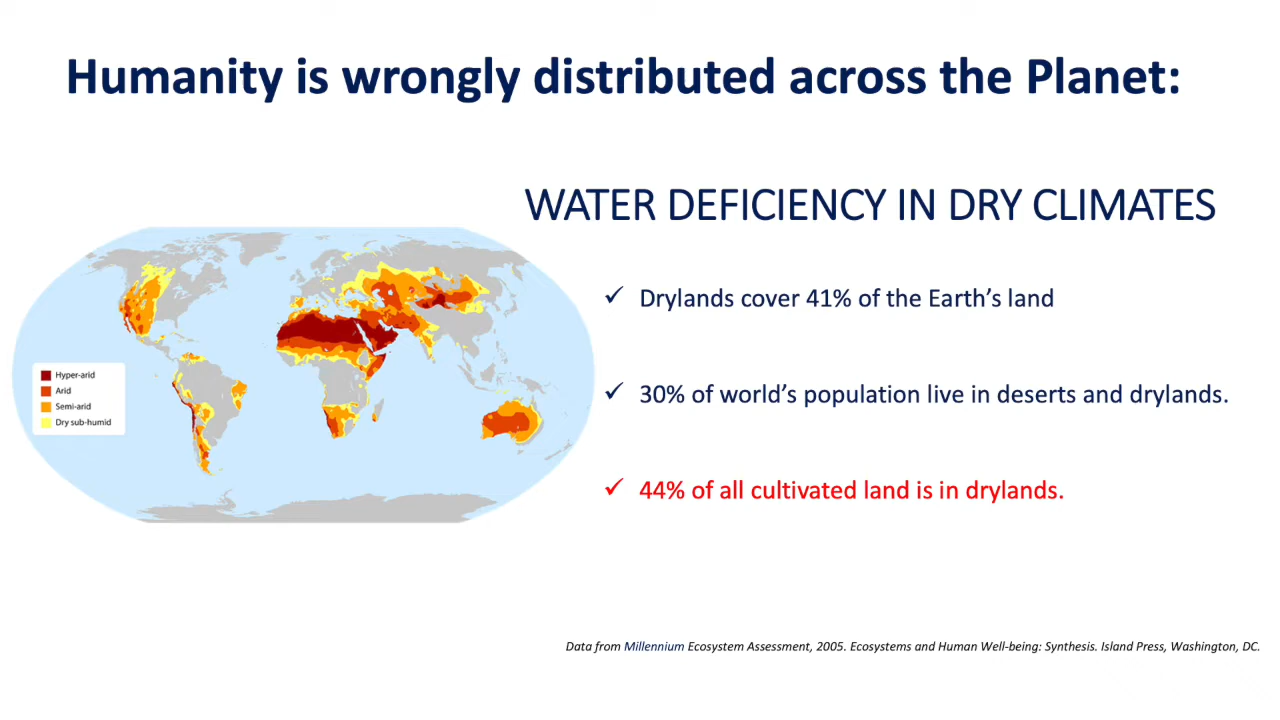 Humanity is wrongly distributed across the Planet:
WATER DEFICIENCY IN DRY CLIMATES
Hyper-arid
Arid
Semi-arid
Dry sub-humid
✓ Drylands cover 41% of the Earth’s land
✓ 30% of world’s population live in deserts and drylands.
✓ 44% of all cultivated land is in drylands.
Data from Millennium Ecosystem Assessment, 2005. Ecosystems and Human Well-being: Synthesis. Island Press, Washington, DC.